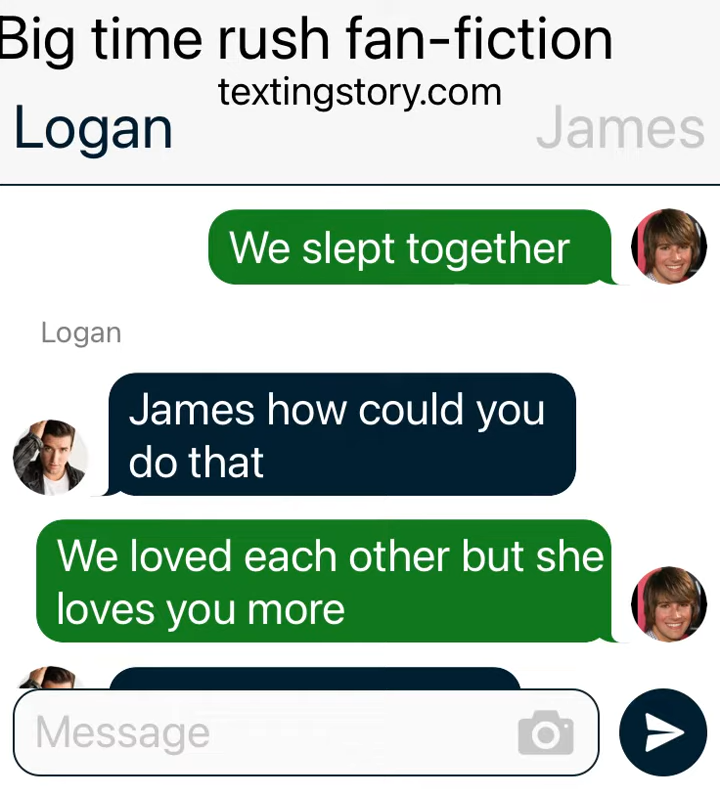 Big time rush fan-fiction
textingstory.com
Logan James
We slept together
Logan
James how could you
do that
We loved each other but she
loves you more
Message